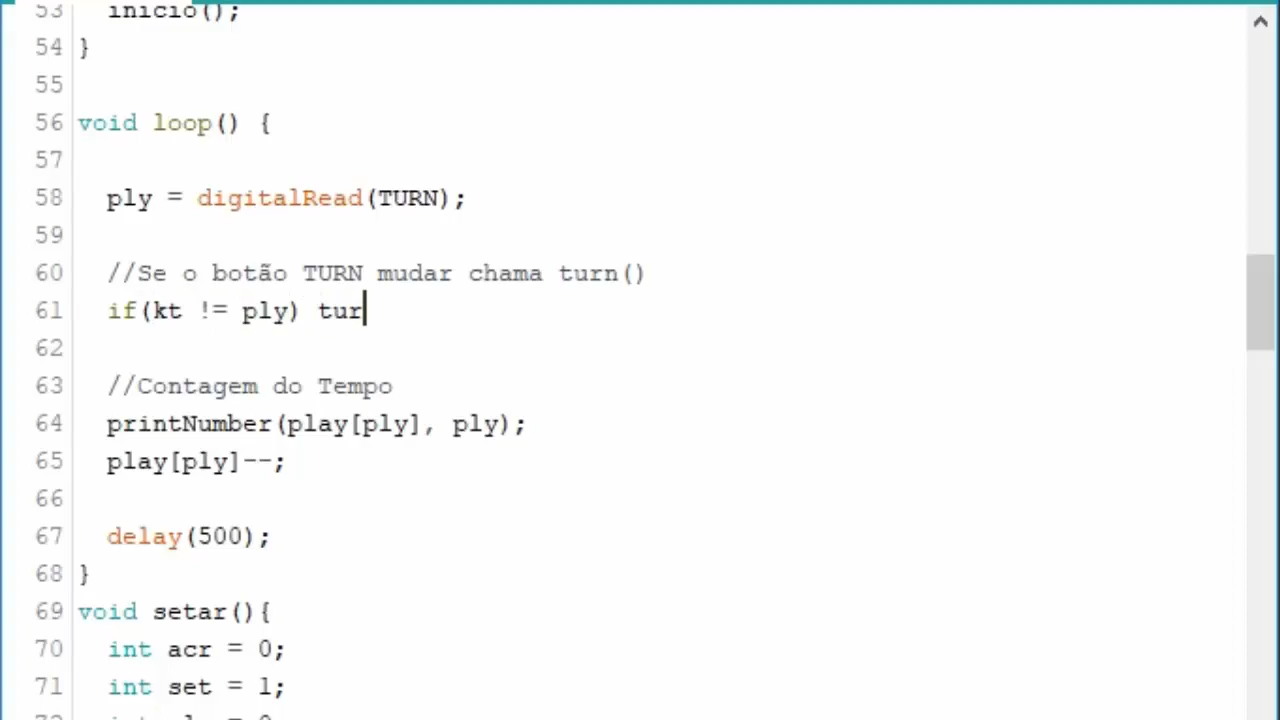 53 inicio();
54 }
55
56 void loop() {
57
58 ply = digitalRead(TURN);
59
60 //Se o botão TURN mudar chama turn()
61 if(kt != ply) tur
62
63 //Contagem do Tempo
64 printNumber(play[ply], ply);
65 play[ply]--;
66
67 delay(500);
68 }
69 void setar(){
70 int acr = 0;
71 int set = 1;